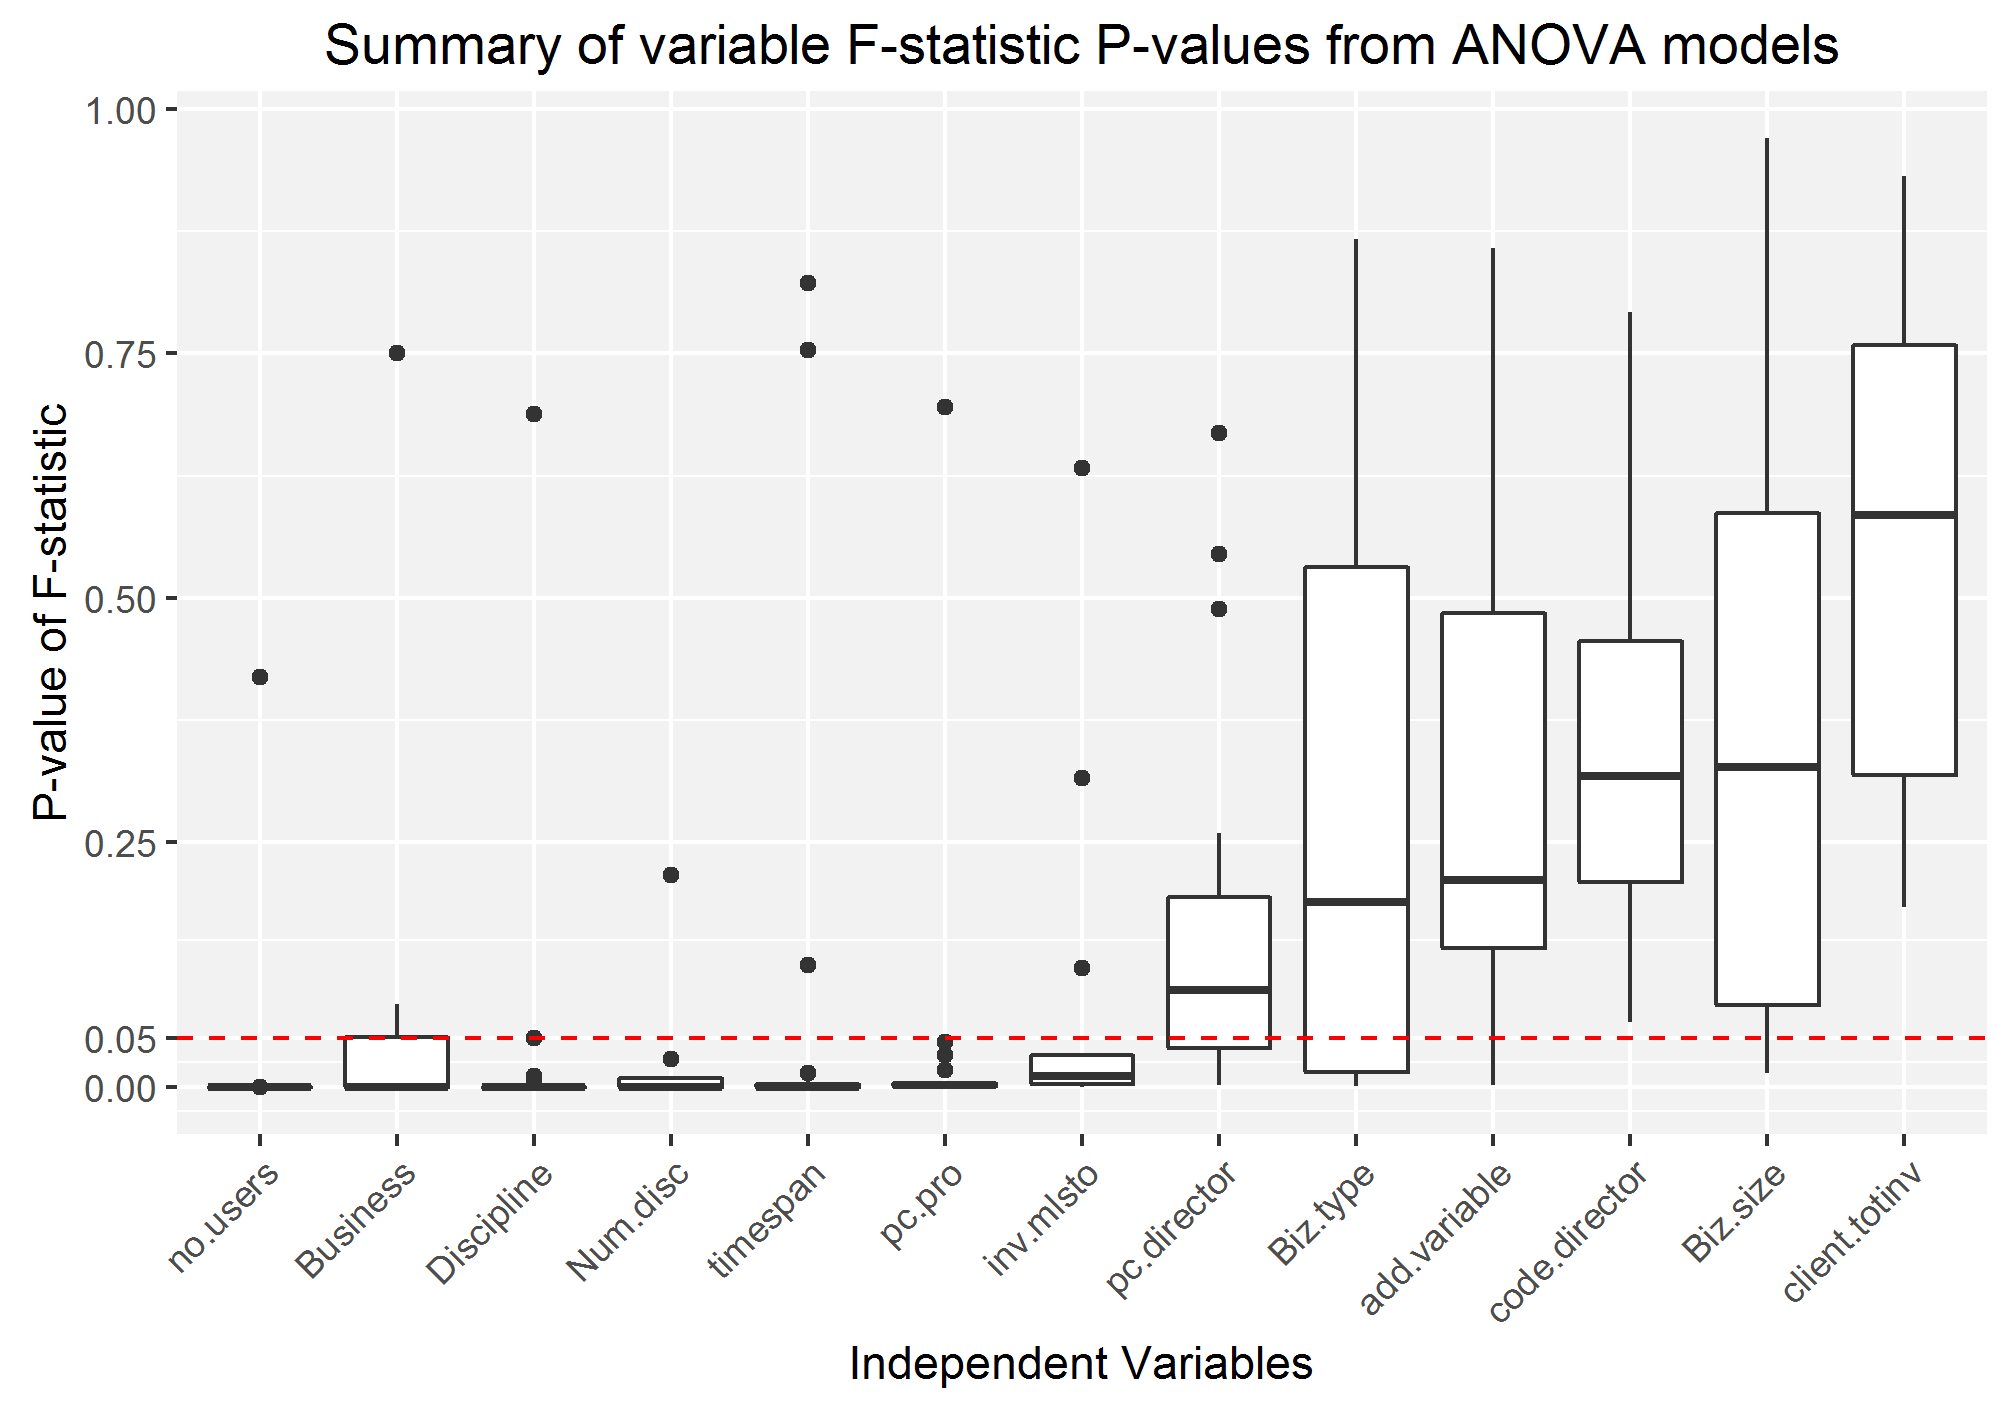 Summary of variable F-statistic P-values from ANOVA models
P-value of F-statistic
1.00
0.75
0.50
0.25
0.05
0.00
no.users
Business
Discipline
Num.disc
timespan
pc.pro
inv.mlsto
pc.director
Biz.type
add.variable
code.director
Biz.size
client.totinv
Independent Variables